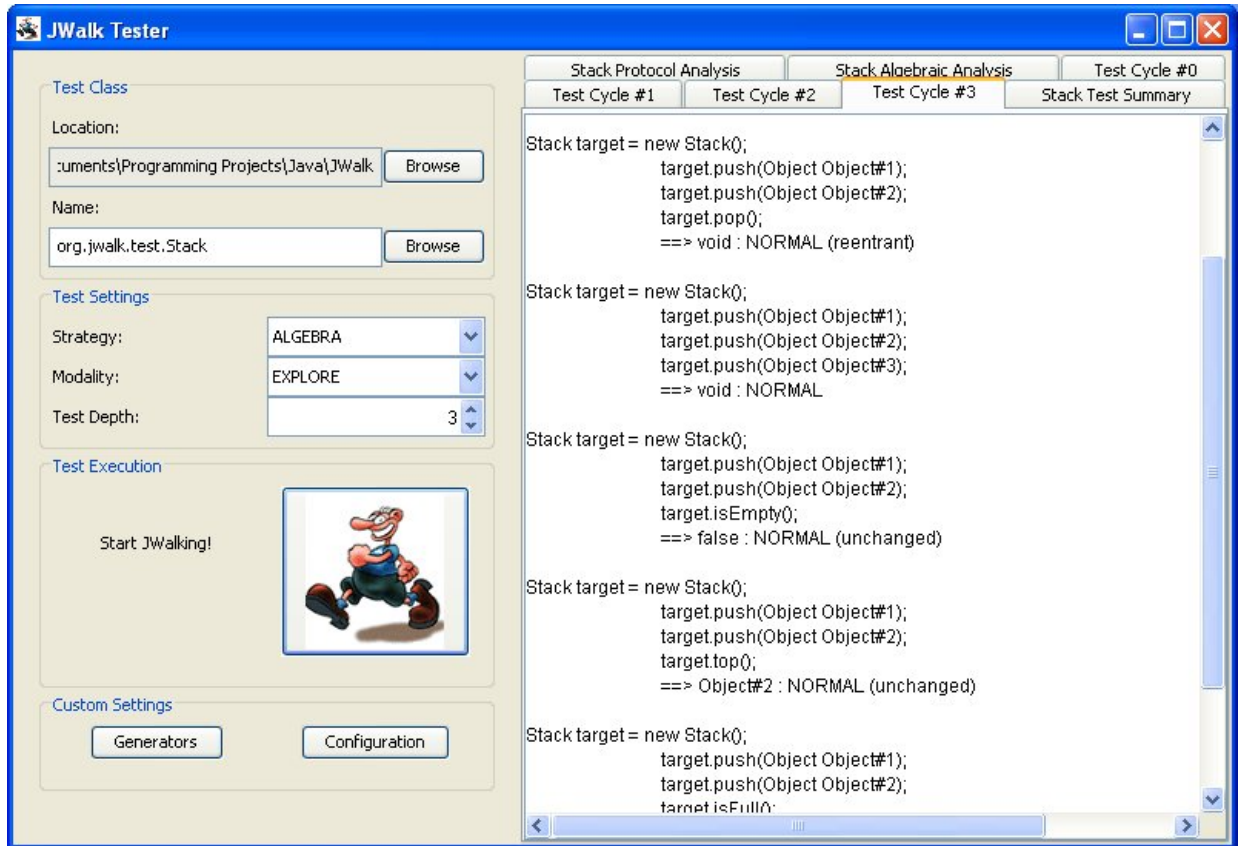 JWalk Tester
Test Class
Location:
:uments\Programming Projects\Java\JWalk
Browse
Name:
org.jwalk.test.Stack
Browse
Test Settings
Strategy:
ALGEBRA
Modality:
EXPLORE
Test Depth:
3
Test Execution
Start JWalking!
Custom Settings
Generators
Configuration
Stack Protocol Analysis
Stack Algebraic Analysis
Test Cycle #0
Test Cycle #1
Test Cycle #2
Test Cycle #3
Stack Test Summary
Stack target = new Stack();
target.push(Object Object#1);
target.push(Object Object#2);
target.pop();
==> void : NORMAL (reentrant)
Stack target = new Stack();
target.push(Object Object#1);
target.push(Object Object#2);
target.push(Object Object#3);
==> void : NORMAL
Stack target = new Stack();
target.push(Object Object#1);
target.push(Object Object#2);
target.isEmpty();
==> false : NORMAL (unchanged)
Stack target = new Stack();
target.push(Object Object#1);
target.push(Object Object#2);
target.top();
==> Object#2 : NORMAL (unchanged)
Stack target = new Stack();
target.push(Object Object#1);
target.push(Object Object#2);
target.isFull();